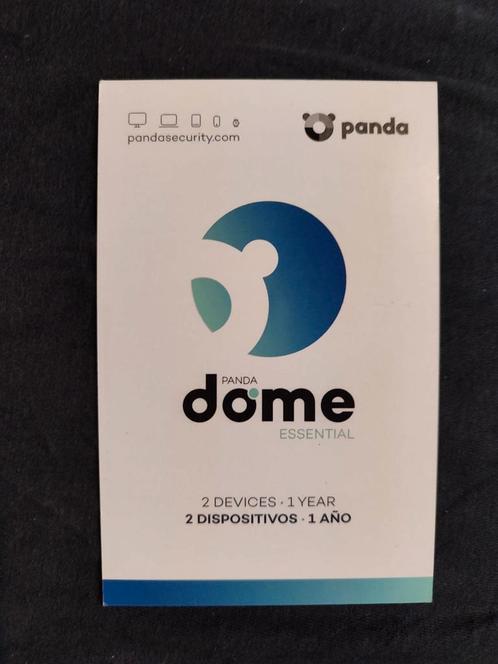 pandasecurity.com
panda
PANDA
dome
ESSENTIAL
2 DEVICES · 1 YEAR
2 DISPOSITIVOS · 1 AÑO